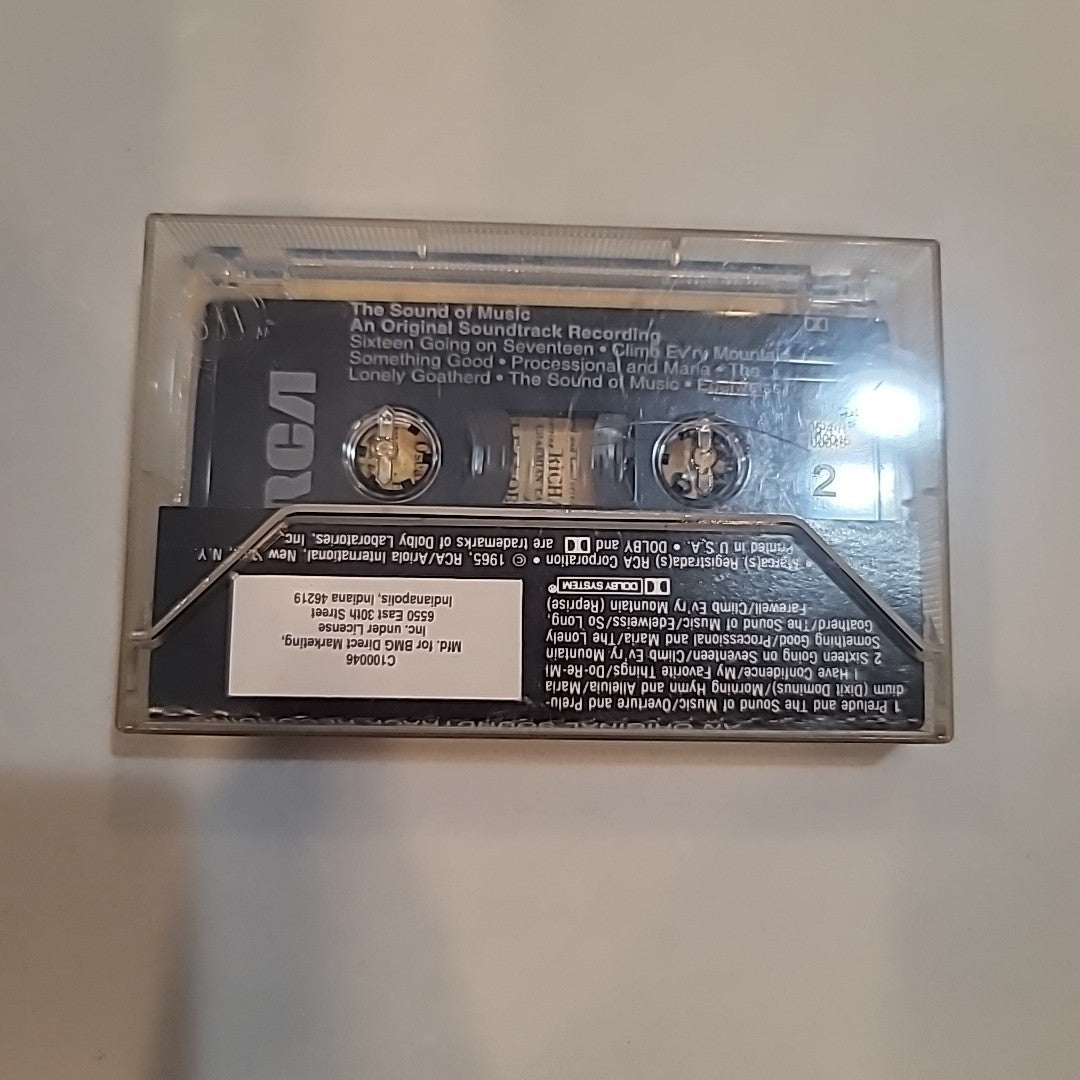 The Sound of Music
An Original Soundtrack Recording
Sixteen Going on Seventeen • Climb Ev'ry Mountain
Something Good • Processional and Maria • The
Lonely Goatherd • The Sound of Music • Edelweiss
RCA
2
RICHA
1 Prelude and The Sound of Music/Overture and Prelu-
dium (Dixit Dominus)/Morning Hymn and Alleluia/Maria
I Have Confidence/My Favorite Things/Do-Re-Mi
2 Sixteen Going on Seventeen/Climb Ev'ry Mountain
Something Good/Processional and Maria/The Lonely
Goatherd/The Sound of Music/Edelweiss/So Long,
Farewell/Climb Ev'ry Mountain (Reprise)
DOLBY SYSTEM®
• Marca(s) Registrada(s) RCA Corporation • © 1965, RCA/Ariola International, New York, N.Y.
Printed in U.S.A. • DOLBY and are trademarks of Dolby Laboratories, Inc.
C100046
Mfd. for BMG Direct Marketing,
Inc. under License
6550 East 30th Street
Indianapolis, Indiana 46219